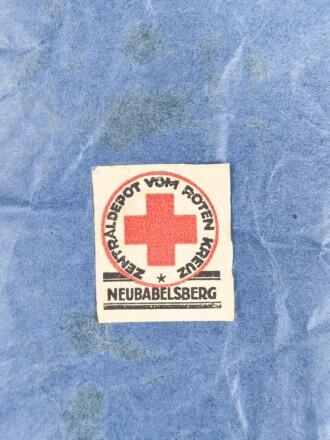 ZENTRALDEPOT VOM ROTEN KREUZ
NEUBABELSBERG